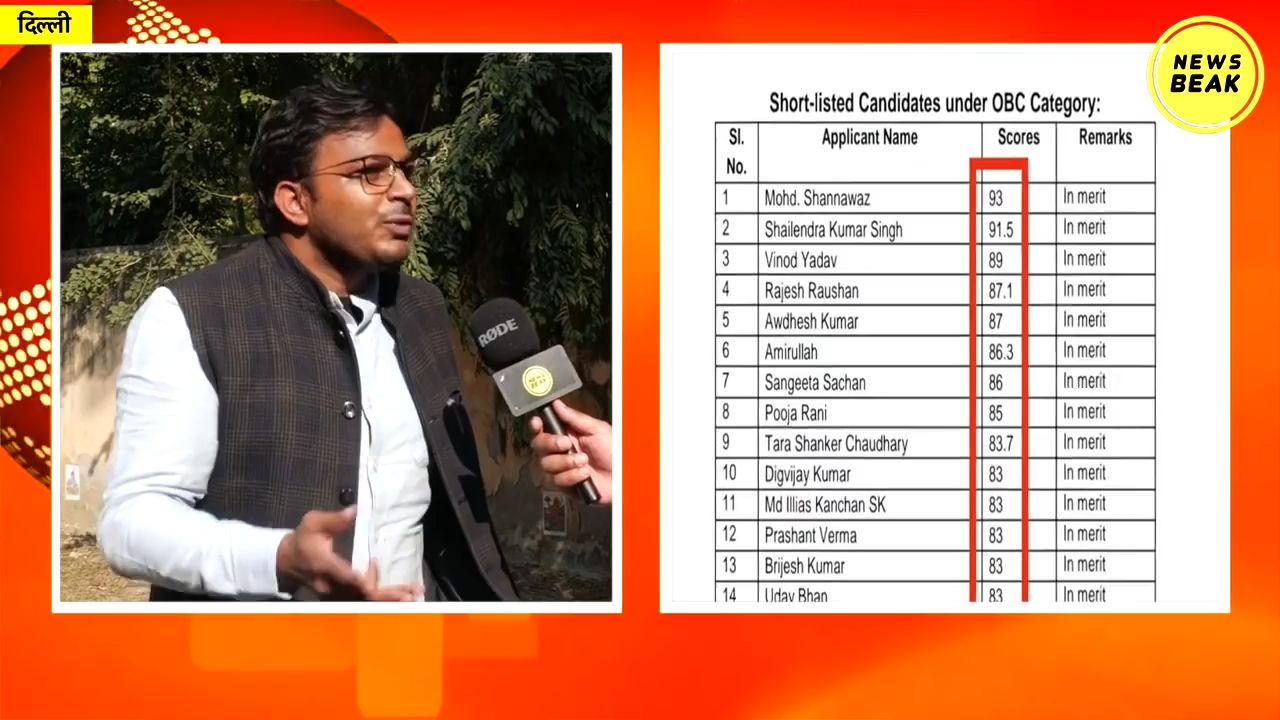 दिल्ली
NEWS
BEAK
RØDE
NEWS
BEAK
Short-listed Candidates under OBC Category:
Sl. No. Applicant Name Scores Remarks
1 Mohd. Shannawaz 93 In merit
2 Shailendra Kumar Singh 91.5 In merit
3 Vinod Yadav 89 In merit
4 Rajesh Raushan 87.1 In merit
5 Awdhesh Kumar 87 In merit
6 Amirullah 86.3 In merit
7 Sangeeta Sachan 86 In merit
8 Pooja Rani 85 In merit
9 Tara Shanker Chaudhary 83.7 In merit
10 Digvijay Kumar 83 In merit
11 Md Illias Kanchan SK 83 In merit
12 Prashant Verma 83 In merit
13 Brijesh Kumar 83 In merit
14 Uday Bhan 83 In merit